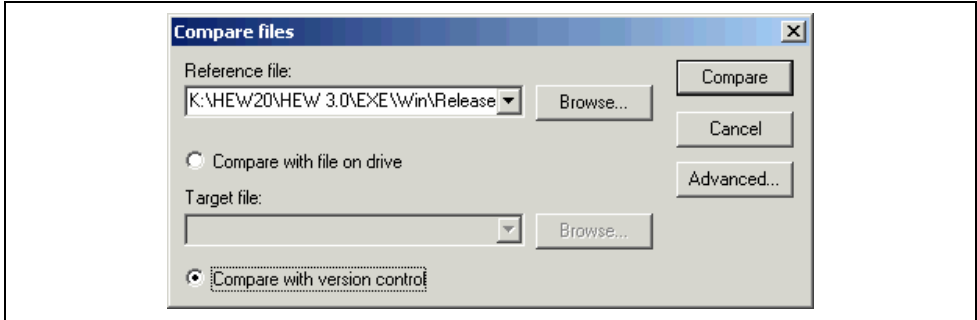 Compare files
Reference file:
K:\HEW20\HEW 3.0\EXE\Win\Release
Browse...
Compare
Cancel
Advanced...
Compare with file on drive
Target file:
Browse...
Compare with version control